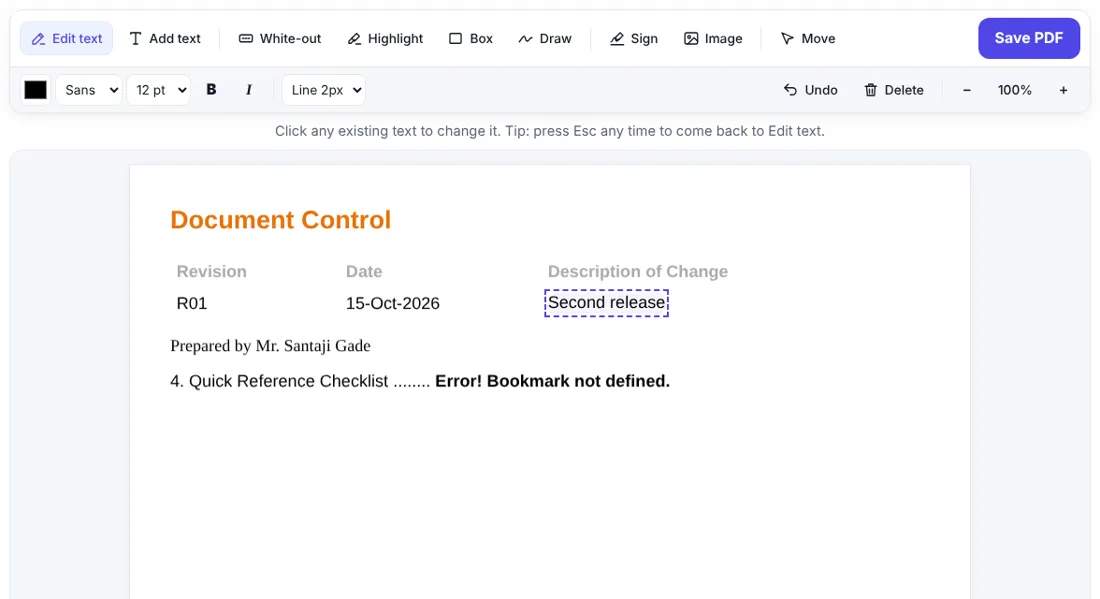 Edit text Add text White-out Highlight Box Draw Sign Image Move Save PDF
Sans 12 pt B I Line 2px Undo Delete − 100% +
Click any existing text to change it. Tip: press Esc any time to come back to Edit text.
Document Control
Revision Date Description of Change
R01 15-Oct-2026 Second release
Prepared by Mr. Santaji Gade
4. Quick Reference Checklist ........ Error! Bookmark not defined.